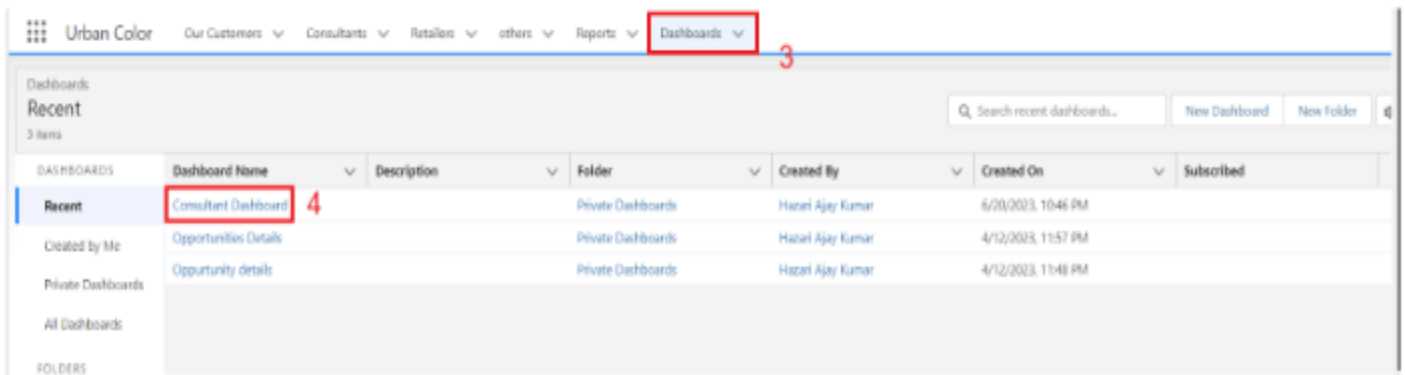 Urban Color Our Customers Consultants Retailers others Reports Dashboards
3
Dashboards
Recent
3 items
Search recent dashboards... New Dashboard New Folder
DASHBOARDS Dashboard Name Description Folder Created By Created On Subscribed
Recent Consultant Dashboard 4 Private Dashboards Hazari Ajay Kumar 6/20/2023, 10:46 PM
Opportunities Details Private Dashboards Hazari Ajay Kumar 4/12/2023, 11:57 PM
Created by Me
Oppurtunity details Private Dashboards Hazari Ajay Kumar 4/12/2023, 11:48 PM
Private Dashboards
All Dashboards
FOLDERS